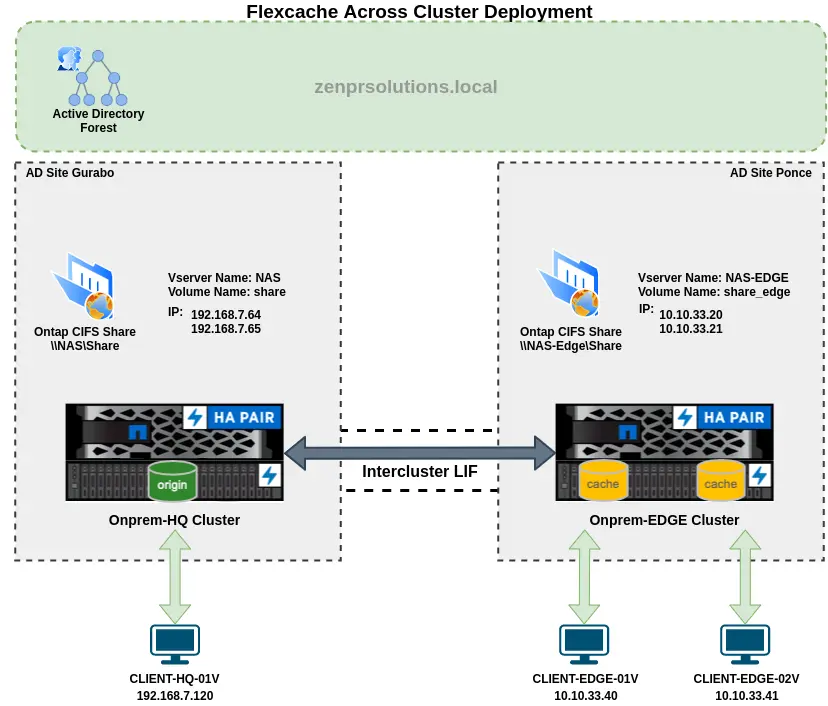 Flexcache Across Cluster Deployment
zenprsolutions.local
Active Directory
Forest
AD Site Gurabo
Vserver Name: NAS
Volume Name: share
IP:
192.168.7.64
192.168.7.65
Ontap CIFS Share
\\NAS\Share
HA PAIR
origin
Onprem-HQ Cluster
Intercluster LIF
AD Site Ponce
Vserver Name: NAS-EDGE
Volume Name: share_edge
IP:
10.10.33.20
10.10.33.21
Ontap CIFS Share
\\NAS-Edge\Share
HA PAIR
cache
cache
Onprem-EDGE Cluster
CLIENT-HQ-01V
192.168.7.120
CLIENT-EDGE-01V
10.10.33.40
CLIENT-EDGE-02V
10.10.33.41